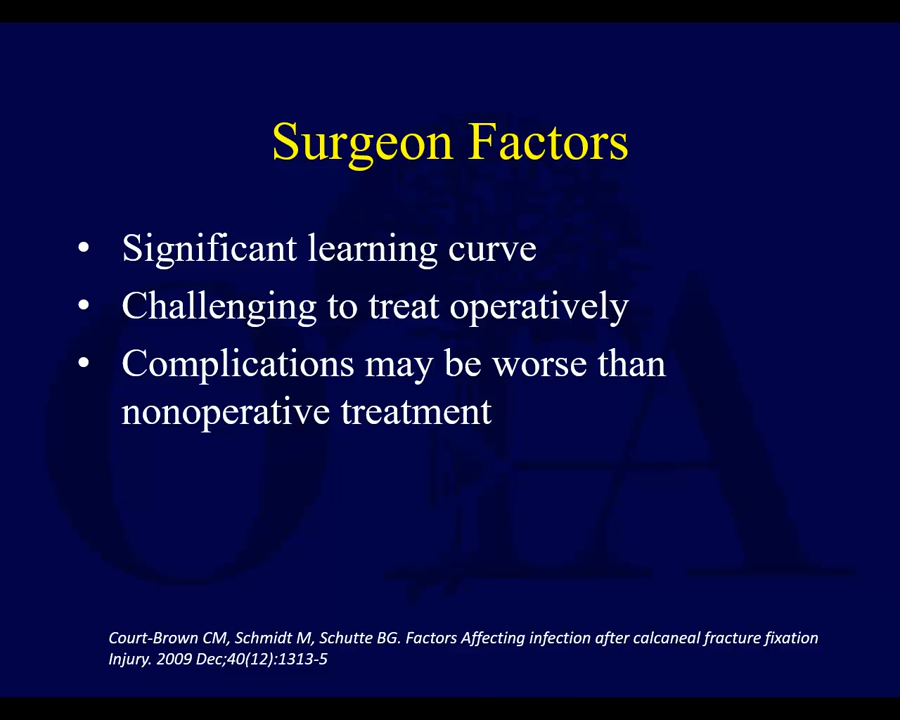 Surgeon Factors
• Significant learning curve
• Challenging to treat operatively
• Complications may be worse than
nonoperative treatment
OTA
Court-Brown CM, Schmidt M, Schutte BG. Factors Affecting infection after calcaneal fracture fixation
Injury. 2009 Dec;40(12):1313-5